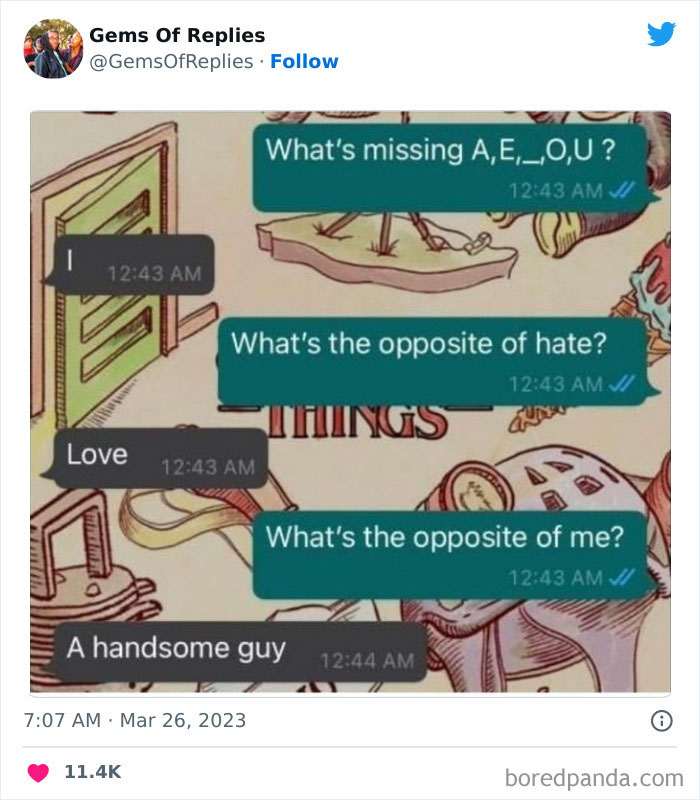 Gems Of Replies
@GemsOfReplies · Follow
What's missing A,E,_,O,U ?
12:43 AM
I
12:43 AM
What's the opposite of hate?
12:43 AM
THINGS
Love
12:43 AM
What's the opposite of me?
12:43 AM
A handsome guy
12:44 AM
7:07 AM · Mar 26, 2023
11.4K
boredpanda.com